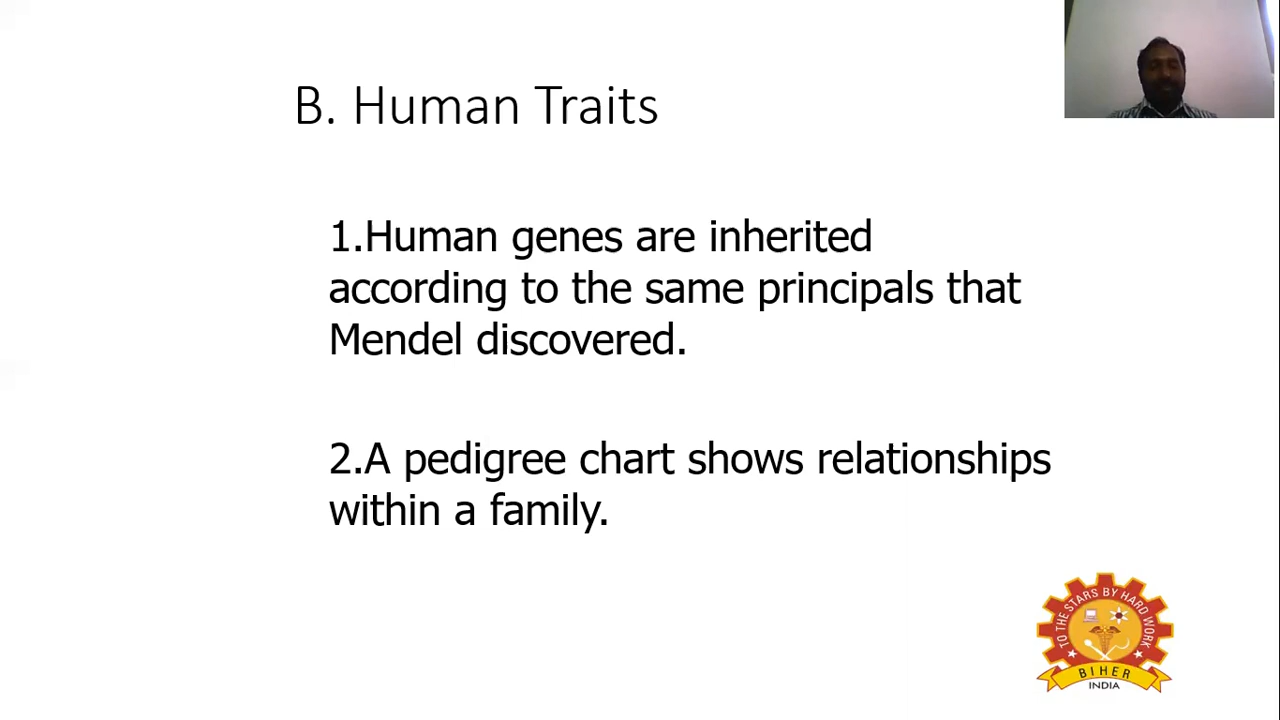 B. Human Traits
1.Human genes are inherited
according to the same principals that
Mendel discovered.
2.A pedigree chart shows relationships
within a family.
TO THE STARS BY HARD WORK
BIHER
INDIA